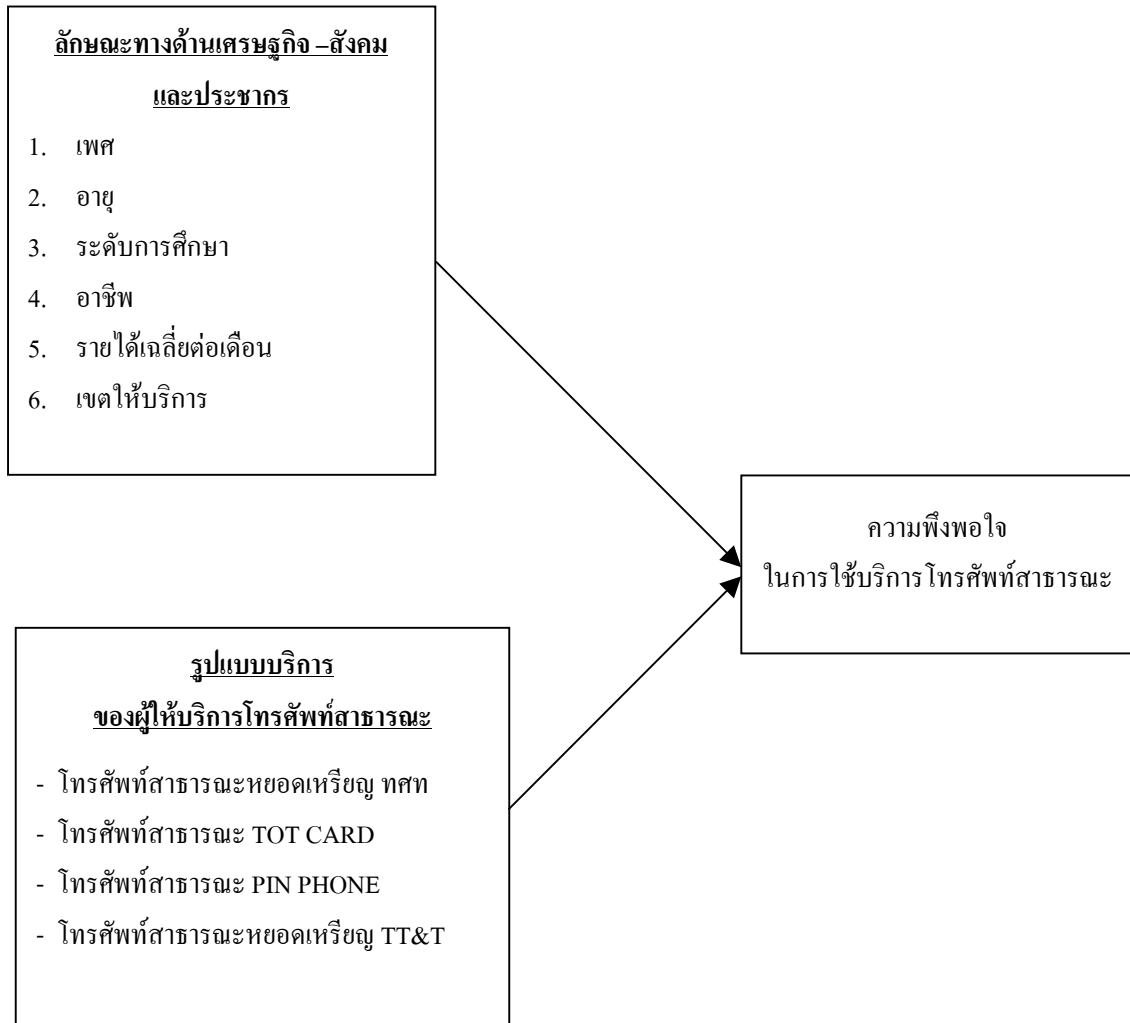 ลักษณะทางด้านเศรษฐกิจ –สังคม
และประชากร
1. เพศ
2. อายุ
3. ระดับการศึกษา
4. อาชีพ
5. รายได้เฉลี่ยต่อเดือน
6. เขตให้บริการ
ความพึงพอใจ
ในการใช้บริการโทรศัพท์สาธารณะ
รูปแบบบริการ
ของผู้ให้บริการโทรศัพท์สาธารณะ
- โทรศัพท์สาธารณะหยอดเหรียญ ทศท
- โทรศัพท์สาธารณะ TOT CARD
- โทรศัพท์สาธารณะ PIN PHONE
- โทรศัพท์สาธารณะหยอดเหรียญ TT&T